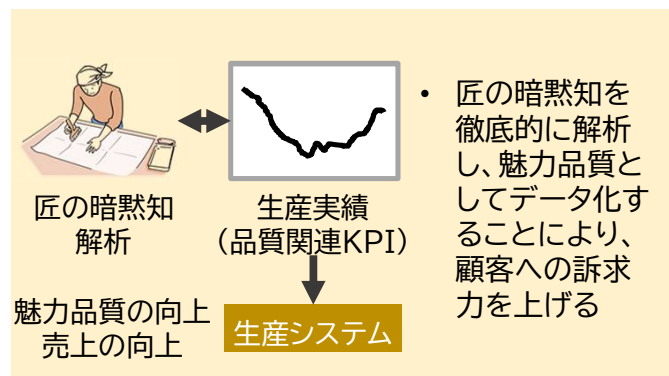 匠の暗黙知
解析
生産実績
（品質関連KPI）
魅力品質の向上
売上の向上
生産システム
• 匠の暗黙知を
徹底的に解析
し、魅力品質と
してデータ化す
ることにより、
顧客への訴求
力を上げる